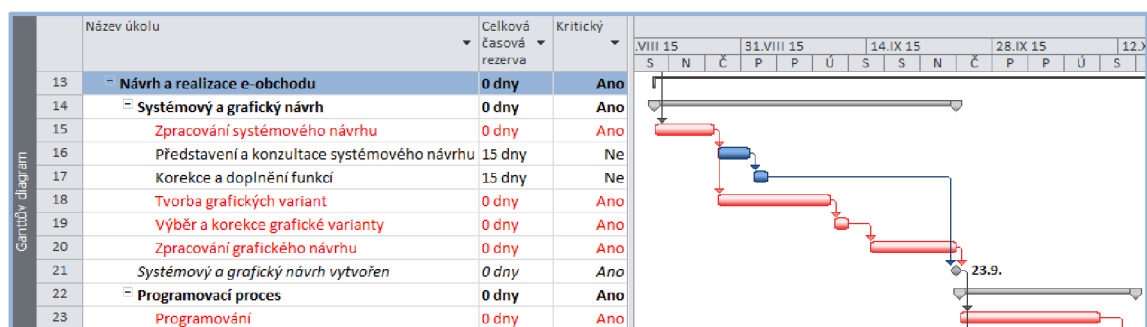 Název úkolu Celková časová rezerva Kritický
.VIII 15 31.VIII 15 14.IX 15 28.IX 15 12.X
S N Č P P Ú S S N Č P P Ú S
Ganttův diagram
13 Návrh a realizace e-obchodu 0 dny Ano
14 Systémový a grafický návrh 0 dny Ano
15 Zpracování systémového návrhu 0 dny Ano
16 Představení a konzultace systémového návrhu 15 dny Ne
17 Korekce a doplnění funkcí 15 dny Ne
18 Tvorba grafických variant 0 dny Ano
19 Výběr a korekce grafické varianty 0 dny Ano
20 Zpracování grafického návrhu 0 dny Ano
21 Systémový a grafický návrh vytvořen 0 dny Ano 23.9.
22 Programovací proces 0 dny Ano
23 Programování 0 dny Ano